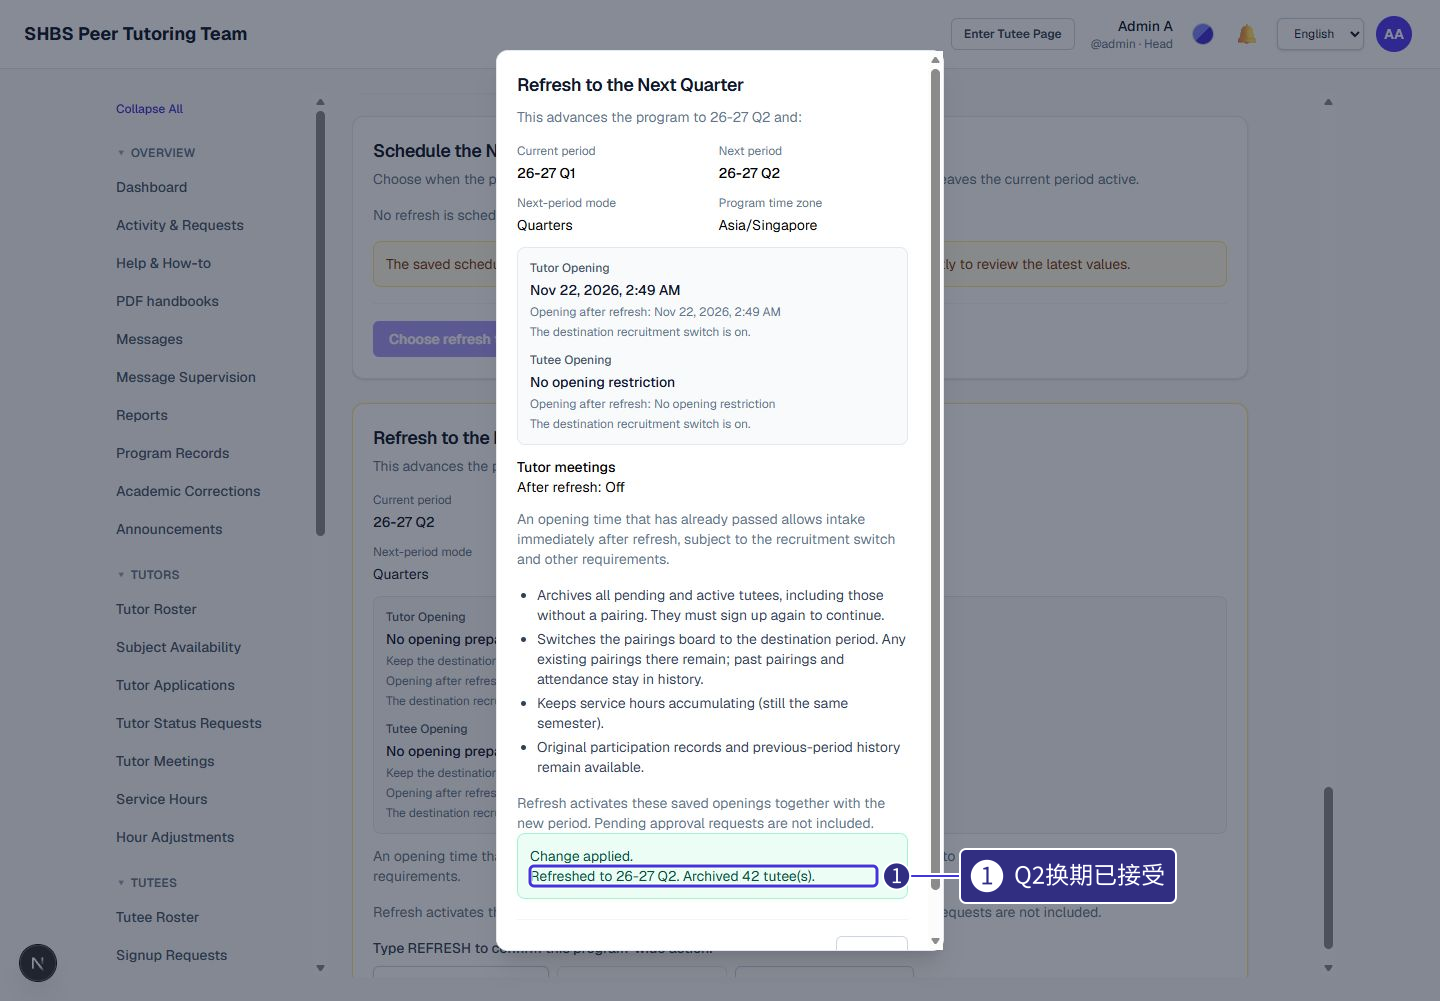 SHBS Peer Tutoring Team
Enter Tutee Page
Admin A
@admin · Head
English
AA
Collapse All
OVERVIEW
Dashboard
Activity & Requests
Help & How-to
PDF handbooks
Messages
Message Supervision
Reports
Program Records
Academic Corrections
Announcements
TUTORS
Tutor Roster
Subject Availability
Tutor Applications
Tutor Status Requests
Tutor Meetings
Service Hours
Hour Adjustments
TUTEES
Tutee Roster
Signup Requests
N
Schedule the N
Choose when the p
eaves the current period active.
No refresh is sched
The saved schedu
tly to review the latest values.
Choose refresh
Refresh to the
This advances the p
Current period
26-27 Q2
Next-period mode
Quarters
Tutor Opening
No opening prepa
Keep the destination
Opening after refres
The destination recru
Tutee Opening
No opening prepa
Keep the destination
Opening after refres
The destination recru
An opening time tha
to
requirements.
Refresh activates th
equests are not included.
Type REFRESH to confirm this program-wide action.
Refresh to the Next Quarter
This advances the program to 26-27 Q2 and:
Current period
Next period
26-27 Q1
26-27 Q2
Next-period mode
Program time zone
Quarters
Asia/Singapore
Tutor Opening
Nov 22, 2026, 2:49 AM
Opening after refresh: Nov 22, 2026, 2:49 AM
The destination recruitment switch is on.
Tutee Opening
No opening restriction
Opening after refresh: No opening restriction
The destination recruitment switch is on.
Tutor meetings
After refresh: Off
An opening time that has already passed allows intake
immediately after refresh, subject to the recruitment switch
and other requirements.
Archives all pending and active tutees, including those
without a pairing. They must sign up again to continue.
Switches the pairings board to the destination period. Any
existing pairings there remain; past pairings and
attendance stay in history.
Keeps service hours accumulating (still the same
semester).
Original participation records and previous-period history
remain available.
Refresh activates these saved openings together with the
new period. Pending approval requests are not included.
Change applied.
Refreshed to 26-27 Q2. Archived 42 tutee(s).
1
1 Q2换期已接受